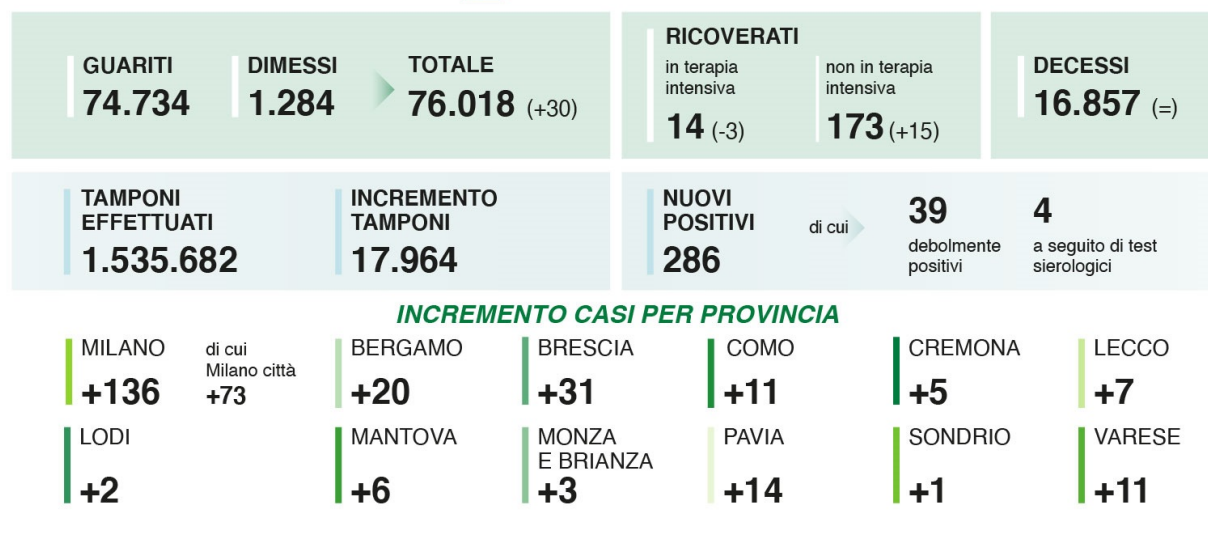 GUARITI
74.734
DIMESSI
1.284
TOTALE
76.018 (+30)
RICOVERATI
in terapia
intensiva
14 (-3)
non in terapia
intensiva
173 (+15)
DECESSI
16.857 (=)
TAMPONI
EFFETTUATI
1.535.682
INCREMENTO
TAMPONI
17.964
NUOVI
POSITIVI
286
di cui
39
debolmente
positivi
4
a seguito di test
sierologici
INCREMENTO CASI PER PROVINCIA
MILANO
+136
di cui
Milano città
+73
BERGAMO
+20
BRESCIA
+31
COMO
+11
CREMONA
+5
LECCO
+7
LODI
+2
MANTOVA
+6
MONZA
E BRIANZA
+3
PAVIA
+14
SONDRIO
+1
VARESE
+11